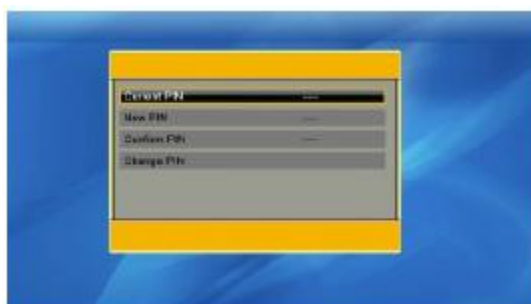 Current PIN ----
New PIN ----
Confirm PIN ----
Change PIN